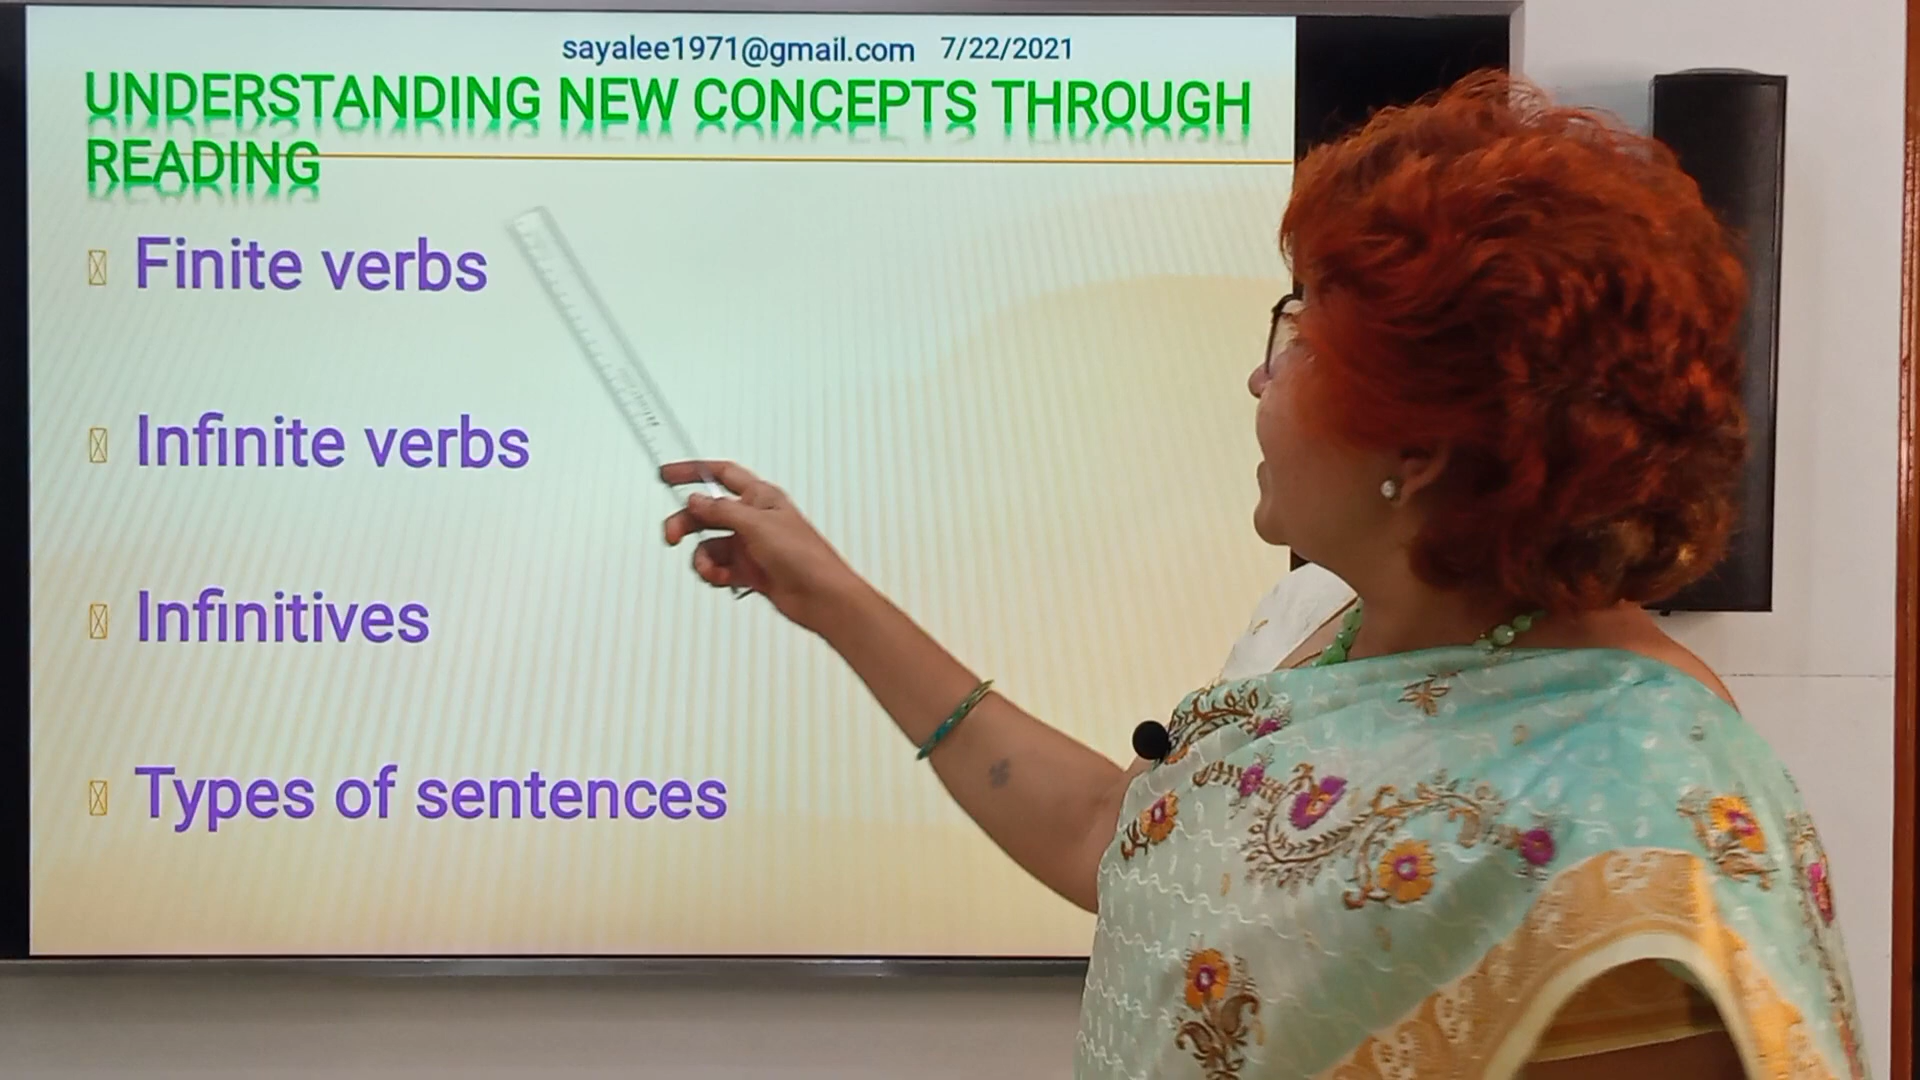 sayalee1971@gmail.com 7/22/2021
UNDERSTANDING NEW CONCEPTS THROUGH
READING
Finite verbs
Infinite verbs
Infinitives
Types of sentences